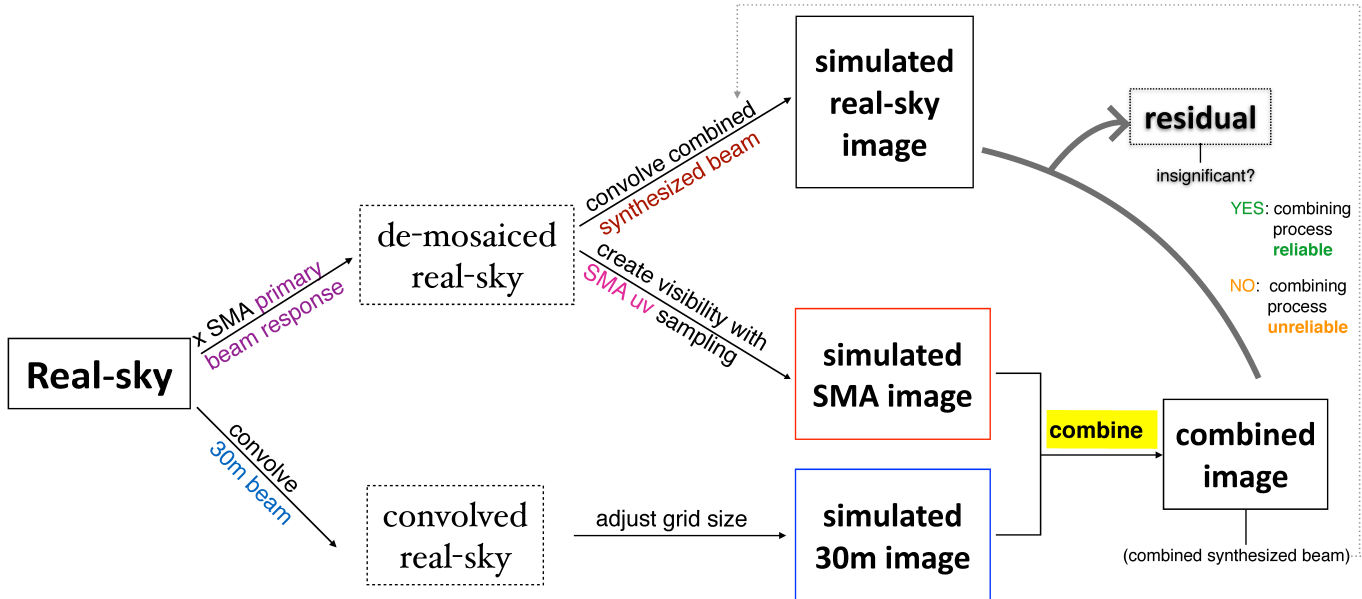 Real-sky
x SMA primary
beam response
convolve
30m beam
de-mosaiced
real-sky
convolved
real-sky
convolve combined
synthesized beam
create visibility with
SMA uv sampling
adjust grid size
simulated
real-sky
image
simulated
SMA image
simulated
30m image
combine
combined
image
(combined synthesized beam)
residual
insignificant?
YES: combining
process
reliable
NO: combining
process
unreliable